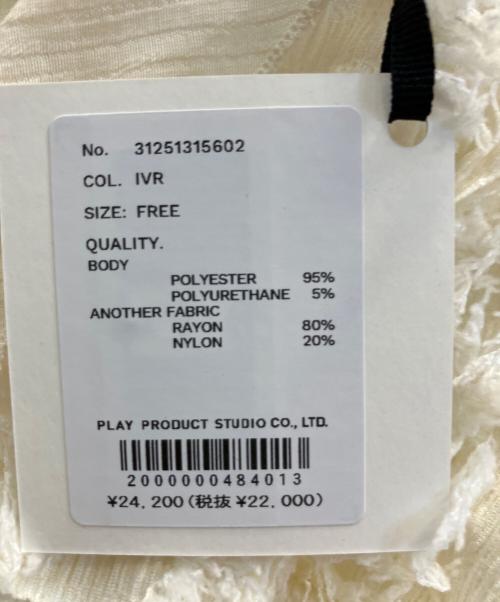 No. 31251315602
COL. IVR
SIZE: FREE
QUALITY.
BODY
POLYESTER 95%
POLYURETHANE 5%
ANOTHER FABRIC
RAYON 80%
NYLON 20%
PLAY PRODUCT STUDIO CO., LTD.
2000000484013
¥24,200(税抜 ¥22,000)